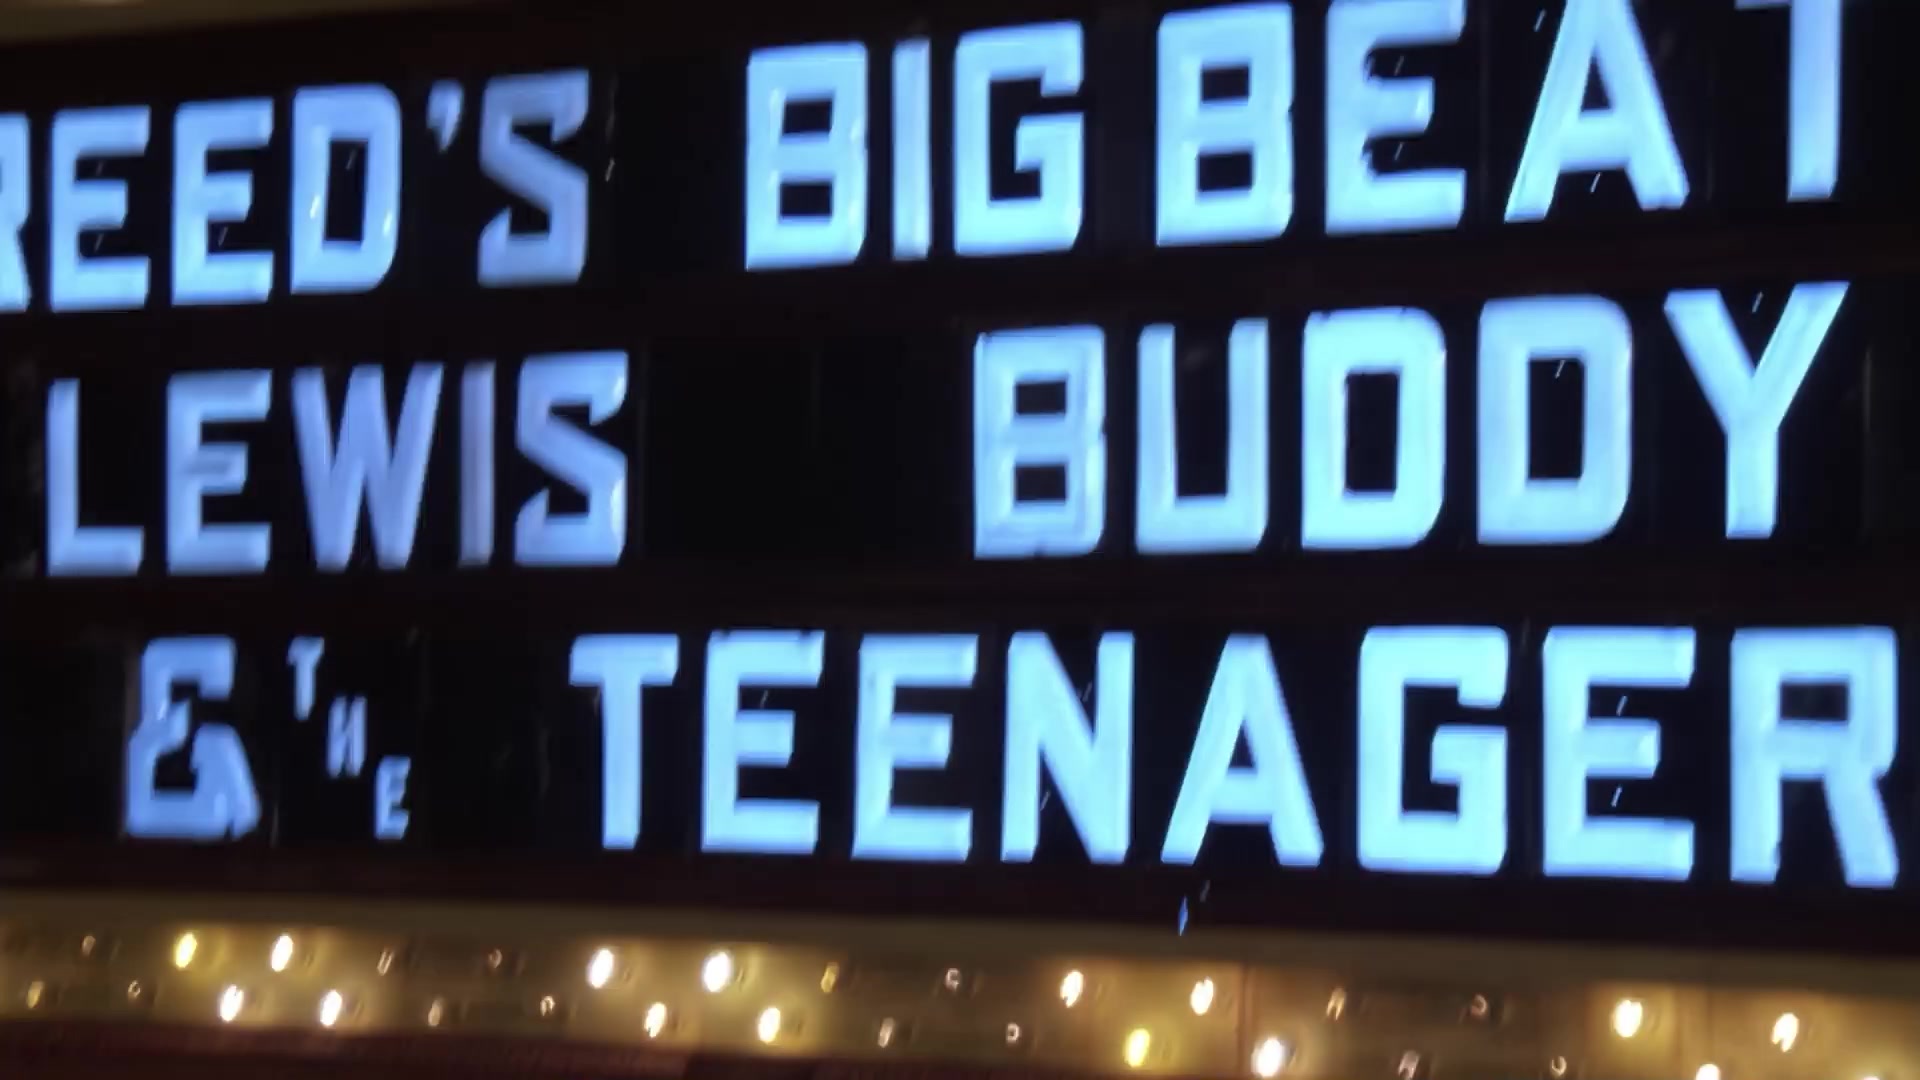 REED'S BIG BEAT
LEWIS BUDDY
& THE TEENAGER